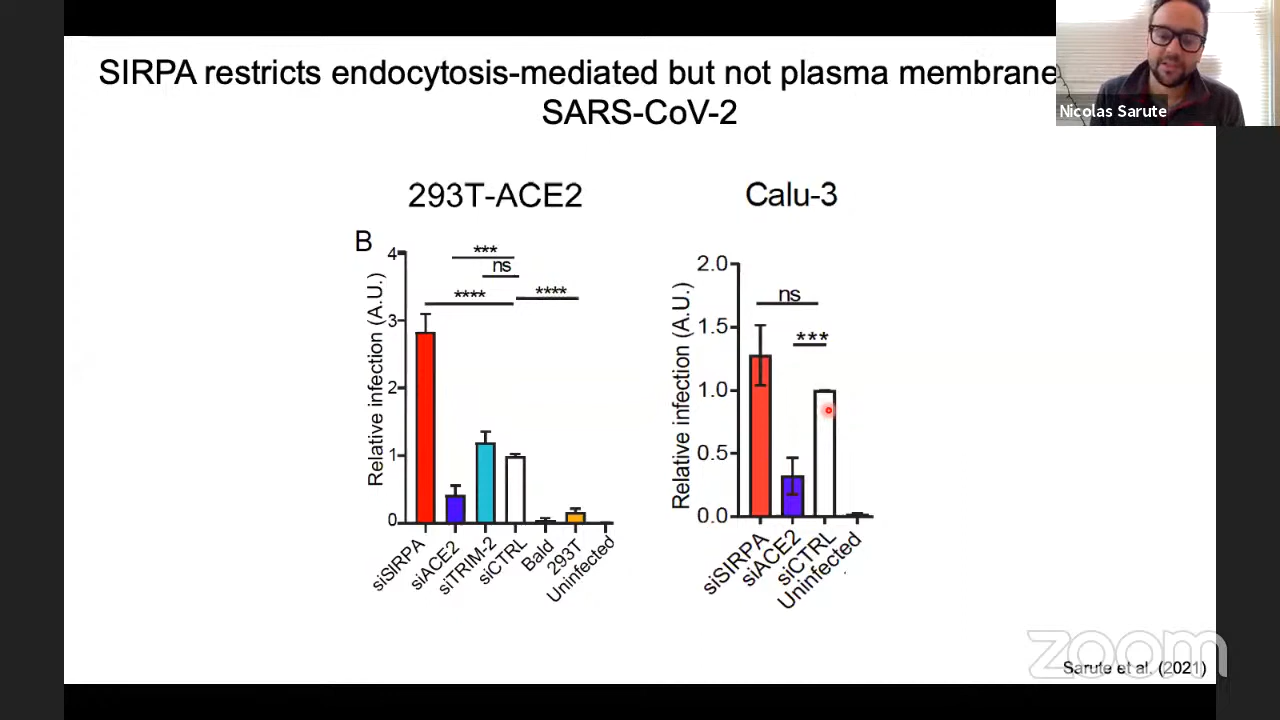 SIRPA restricts endocytosis-mediated but not plasma membrane
SARS-CoV-2
Nicolas Sarute
293T-ACE2
Calu-3
B
Relative infection (A.U.)
4
3
2
1
0
***
ns
****
****
siSIRPA
siACE2
siTRIM-2
siCTRL
Bald
293T
Uninfected
Relative infection (A.U.)
2.0
1.5
1.0
0.5
0.0
ns
***
siSIRPA
siACE2
siCTRL
Uninfected
zoom
Sarute et al. (2021)